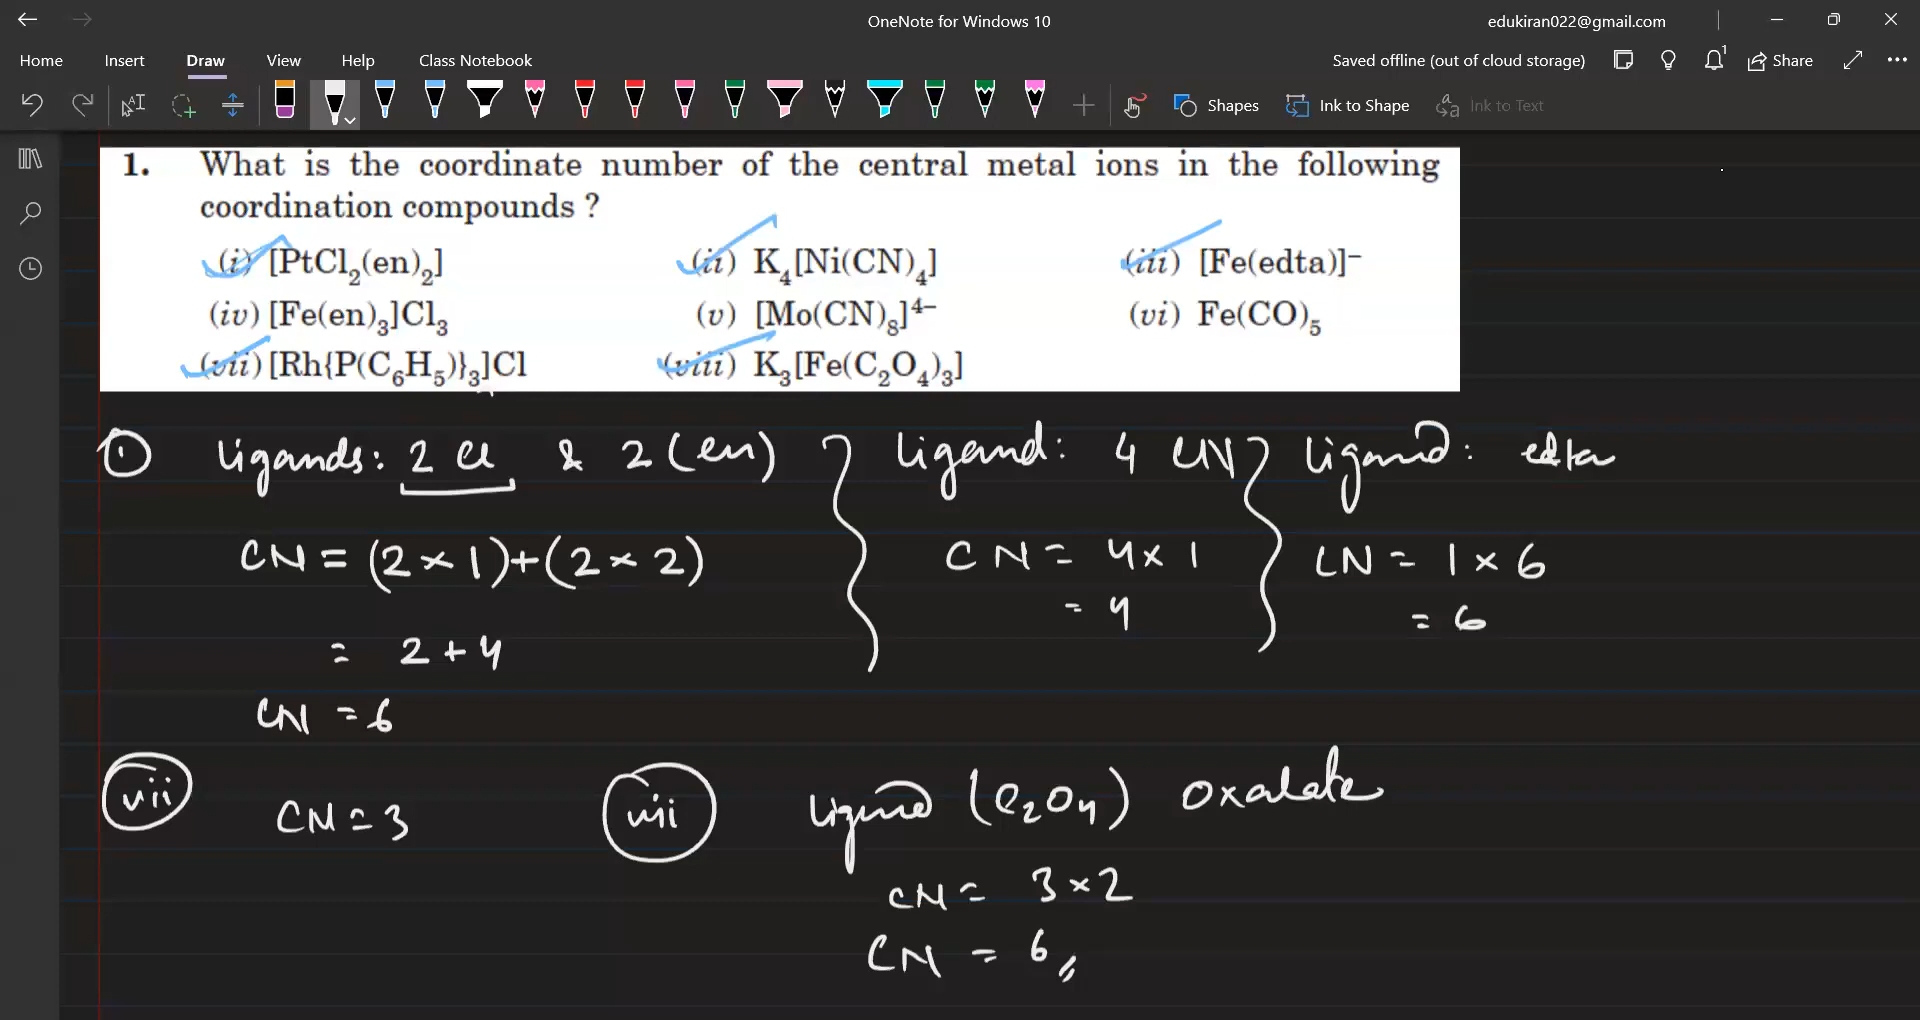 OneNote for Windows 10
edukiran022@gmail.com
Home Insert Draw View Help Class Notebook
Saved offline (out of cloud storage) 1 Share
Shapes Ink to Shape Ink to Text
1. What is the coordinate number of the central metal ions in the following
coordination compounds ?
(i) [PtCl₂(en)₂] (ii) K₄[Ni(CN)₄] (iii) [Fe(edta)]⁻
(iv) [Fe(en)₃]Cl₃ (v) [Mo(CN)₈]⁴⁻ (vi) Fe(CO)₅
(vii) [Rh{P(C₆H₅)}₃]Cl (viii) K₃[Fe(C₂O₄)₃]
① ligands: 2 Cl & 2 (en)
CN = (2 × 1)+(2 × 2)
= 2 + 4
CN = 6
ligand: 4 CN
CN = 4 × 1
= 4
ligand: edta
CN = 1 × 6
= 6
vii CN = 3
viii ligand (C₂O₄) oxalate
CN = 3 × 2
CN = 6